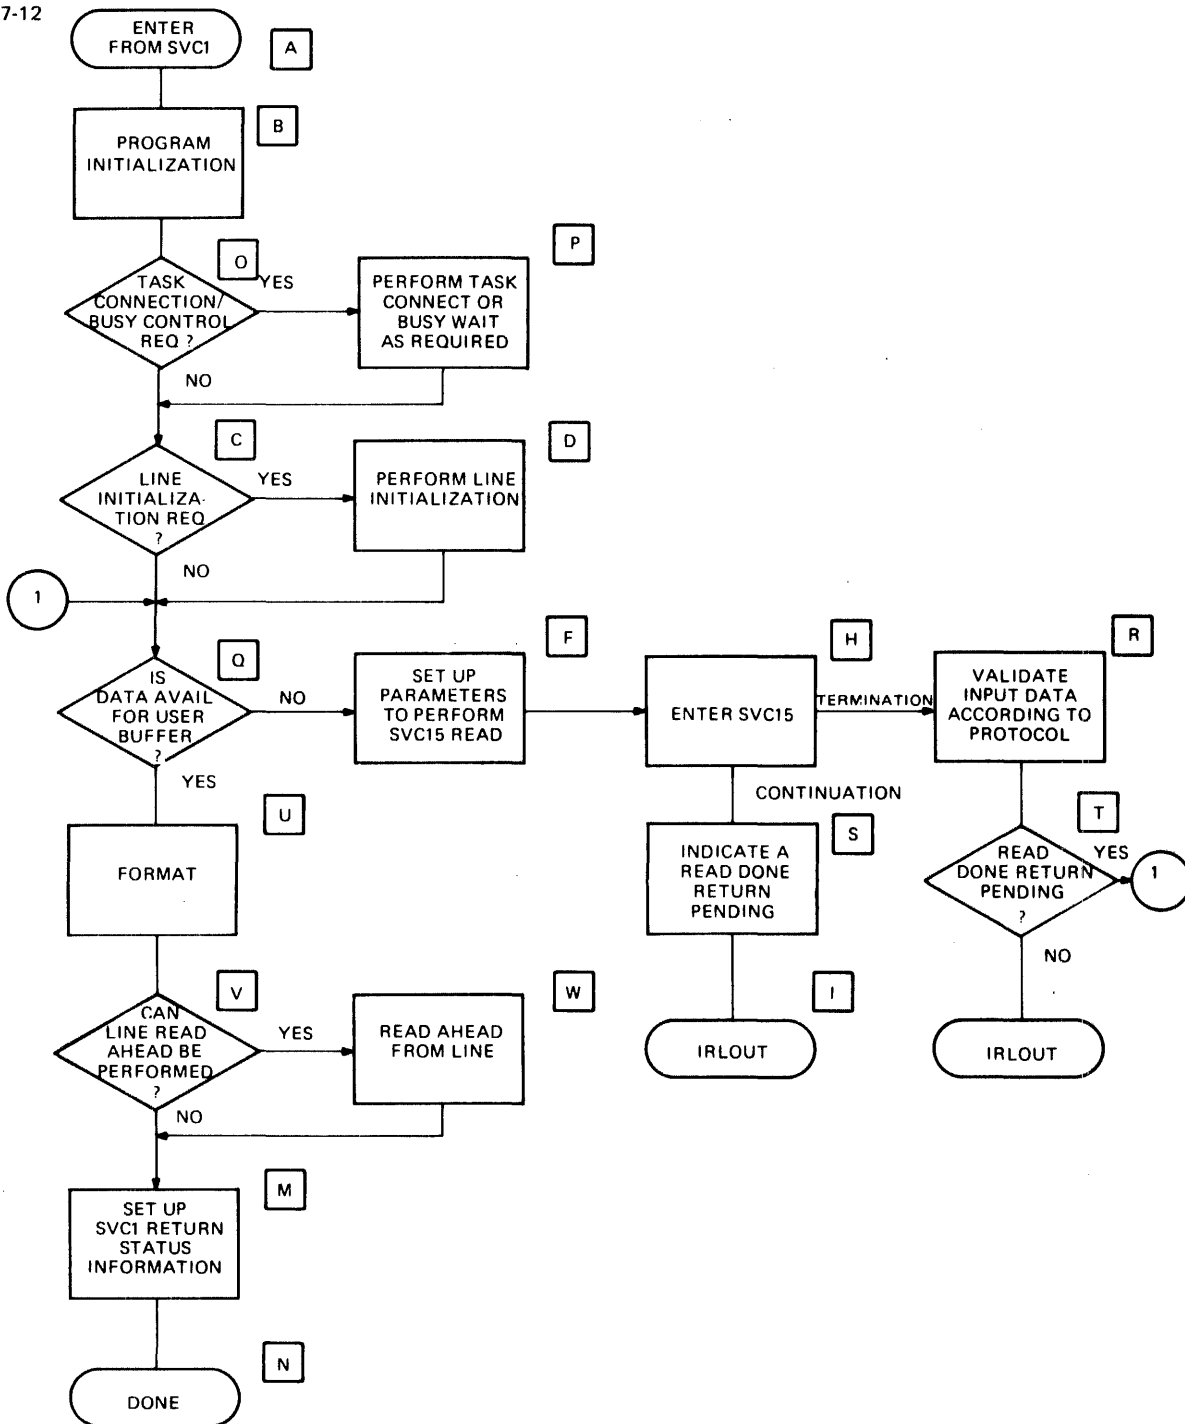 7-12
ENTER
FROM SVC1
A
B
PROGRAM
INITIALIZATION
O
P
TASK
CONNECTION/
BUSY CONTROL
REQ ?
YES
PERFORM TASK
CONNECT OR
BUSY WAIT
AS REQUIRED
NO
C
D
LINE
INITIALIZA-
TION REQ
?
YES
PERFORM LINE
INITIALIZATION
NO
1
Q
F
H
R
IS
DATA AVAIL
FOR USER
BUFFER
?
NO
SET UP
PARAMETERS
TO PERFORM
SVC15 READ
ENTER SVC15
TERMINATION
VALIDATE
INPUT DATA
ACCORDING TO
PROTOCOL
YES
CONTINUATION
U
S
T
FORMAT
INDICATE A
READ DONE
RETURN
PENDING
READ
DONE RETURN
PENDING
?
YES
1
NO
V
W
I
CAN
LINE READ
AHEAD BE
PERFORMED
?
YES
READ AHEAD
FROM LINE
IRLOUT
IRLOUT
NO
M
SET UP
SVC1 RETURN
STATUS
INFORMATION
N
DONE